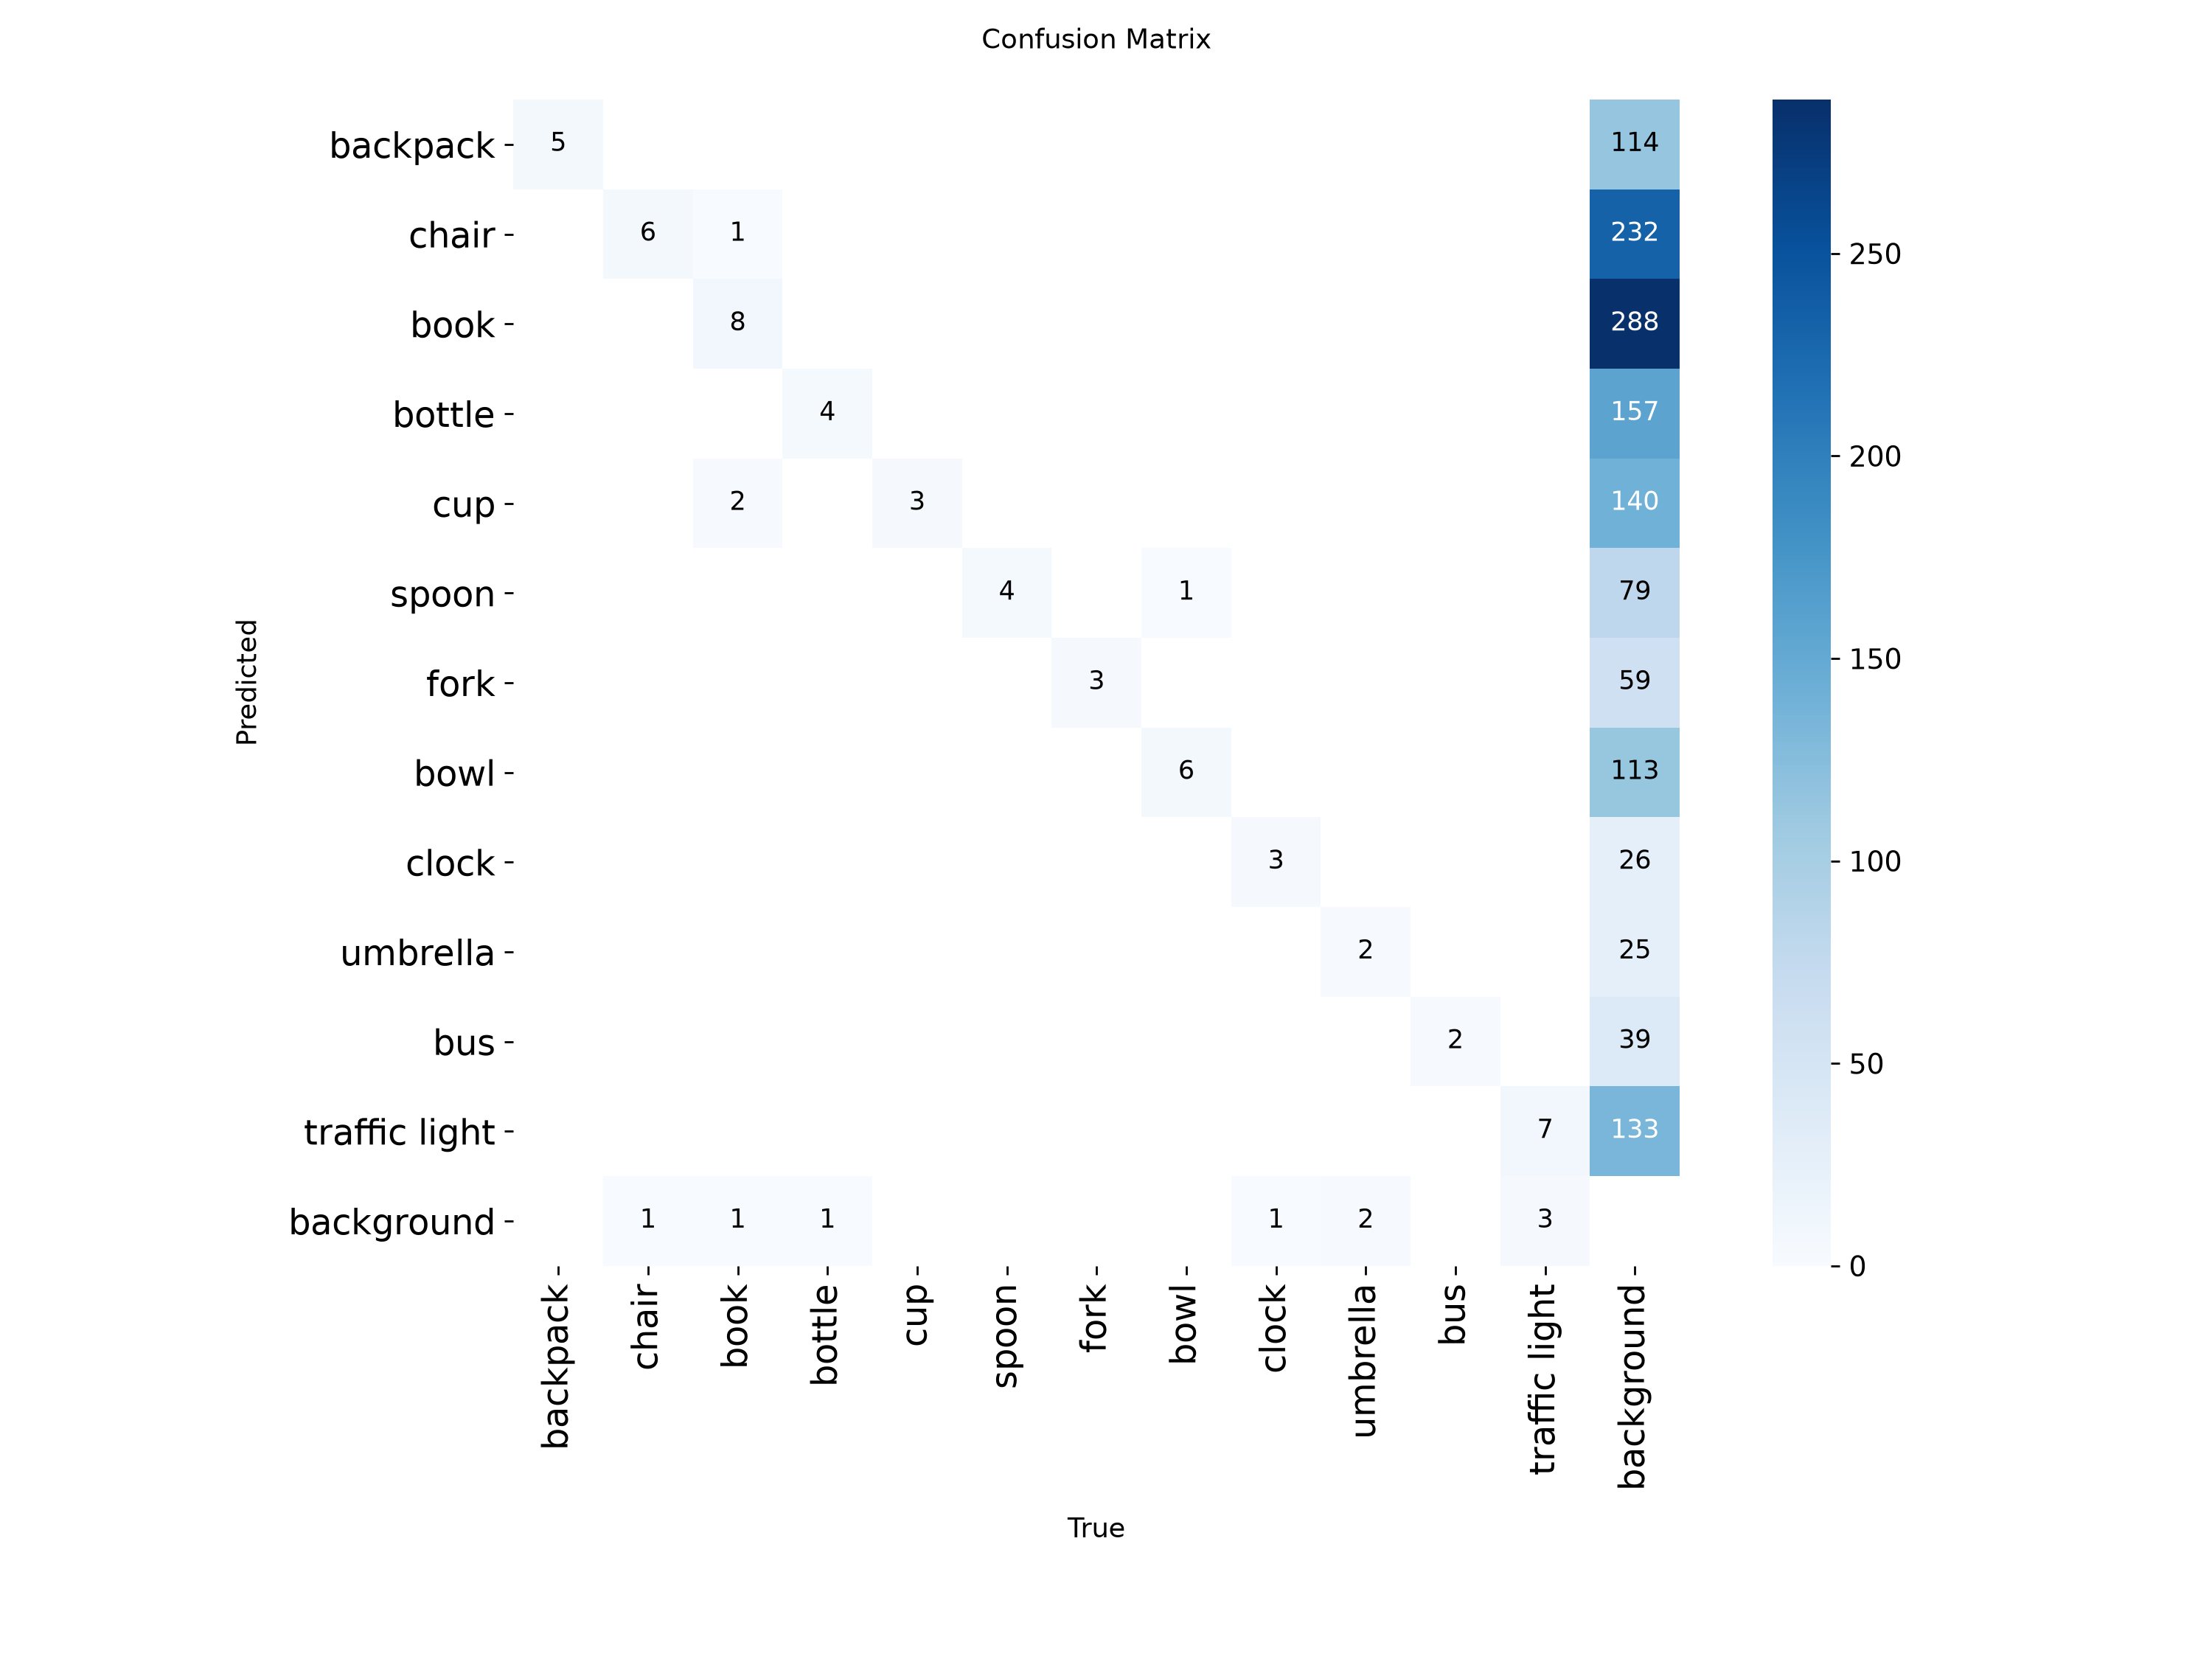 Confusion Matrix
backpack 5 114
chair 6 1 232
book 8 288
bottle 4 157
cup 2 3 140
spoon 4 1 79
fork 3 59
bowl 6 113
clock 3 26
umbrella 2 25
bus 2 39
traffic light 7 133
background 1 1 1 1 2 3
Predicted
backpack
chair
book
bottle
cup
spoon
fork
bowl
clock
umbrella
bus
traffic light
background
True
250
200
150
100
50
0